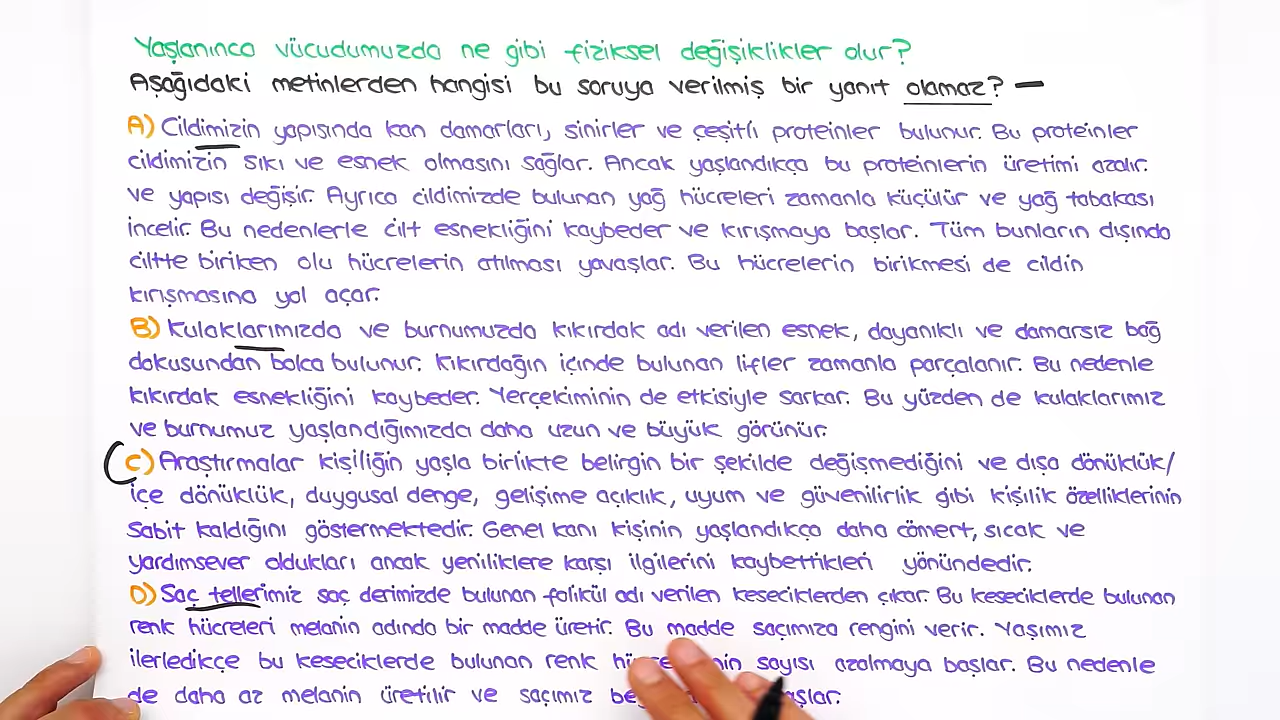 Yaşlanınca vücudumuzda ne gibi fiziksel değişiklikler olur?
Aşağıdaki metinlerden hangisi bu soruya verilmiş bir yanıt olamaz?
A) Cildimizin yapısında kan damarları, sinirler ve çeşitli proteinler bulunur. Bu proteinler
cildimizin sıkı ve esnek olmasını sağlar. Ancak yaşlandıkça bu proteinlerin üretimi azalır.
ve yapısı değişir. Ayrıca cildimizde bulunan yağ hücreleri zamanla küçülür ve yağ tabakası
incelir. Bu nedenlerle cilt esnekliğini kaybeder ve kırışmaya başlar. Tüm bunların dışında
ciltte biriken ölü hücrelerin atılması yavaşlar. Bu hücrelerin birikmesi de cildin
kırışmasına yol açar.
B) Kulaklarımızda ve burnumuzda kıkırdak adı verilen esnek, dayanıklı ve damarsız bağ
dokusundan bolca bulunur. Kıkırdağın içinde bulunan lifler zamanla parçalanır. Bu nedenle
kıkırdak esnekliğini kaybeder. Yerçekiminin de etkisiyle sarkar. Bu yüzden de kulaklarımız
ve burnumuz yaşlandığımızda daha uzun ve büyük görünür.
C) Araştırmalar kişiliğin yaşla birlikte belirgin bir şekilde değişmediğini ve dışa dönüklük/
içe dönüklük, duygusal denge, gelişime açıklık, uyum ve güvenilirlik gibi kişilik özelliklerinin
sabit kaldığını göstermektedir. Genel kanı kişinin yaşlandıkça daha cömert, sıcak ve
yardımsever oldukları ancak yeniliklere karşı ilgilerini kaybettikleri yönündedir.
D) Saç tellerimiz saç derimizde bulunan folikül adı verilen keseciklerden çıkar. Bu keseciklerde bulunan
renk hücreleri melanin adında bir madde üretir. Bu madde saçımıza rengini verir. Yaşımız
ilerledikçe bu keseciklerde bulunan renk sayısı azalmaya başlar. Bu nedenle
de daha az melanin üretilir ve saçımız